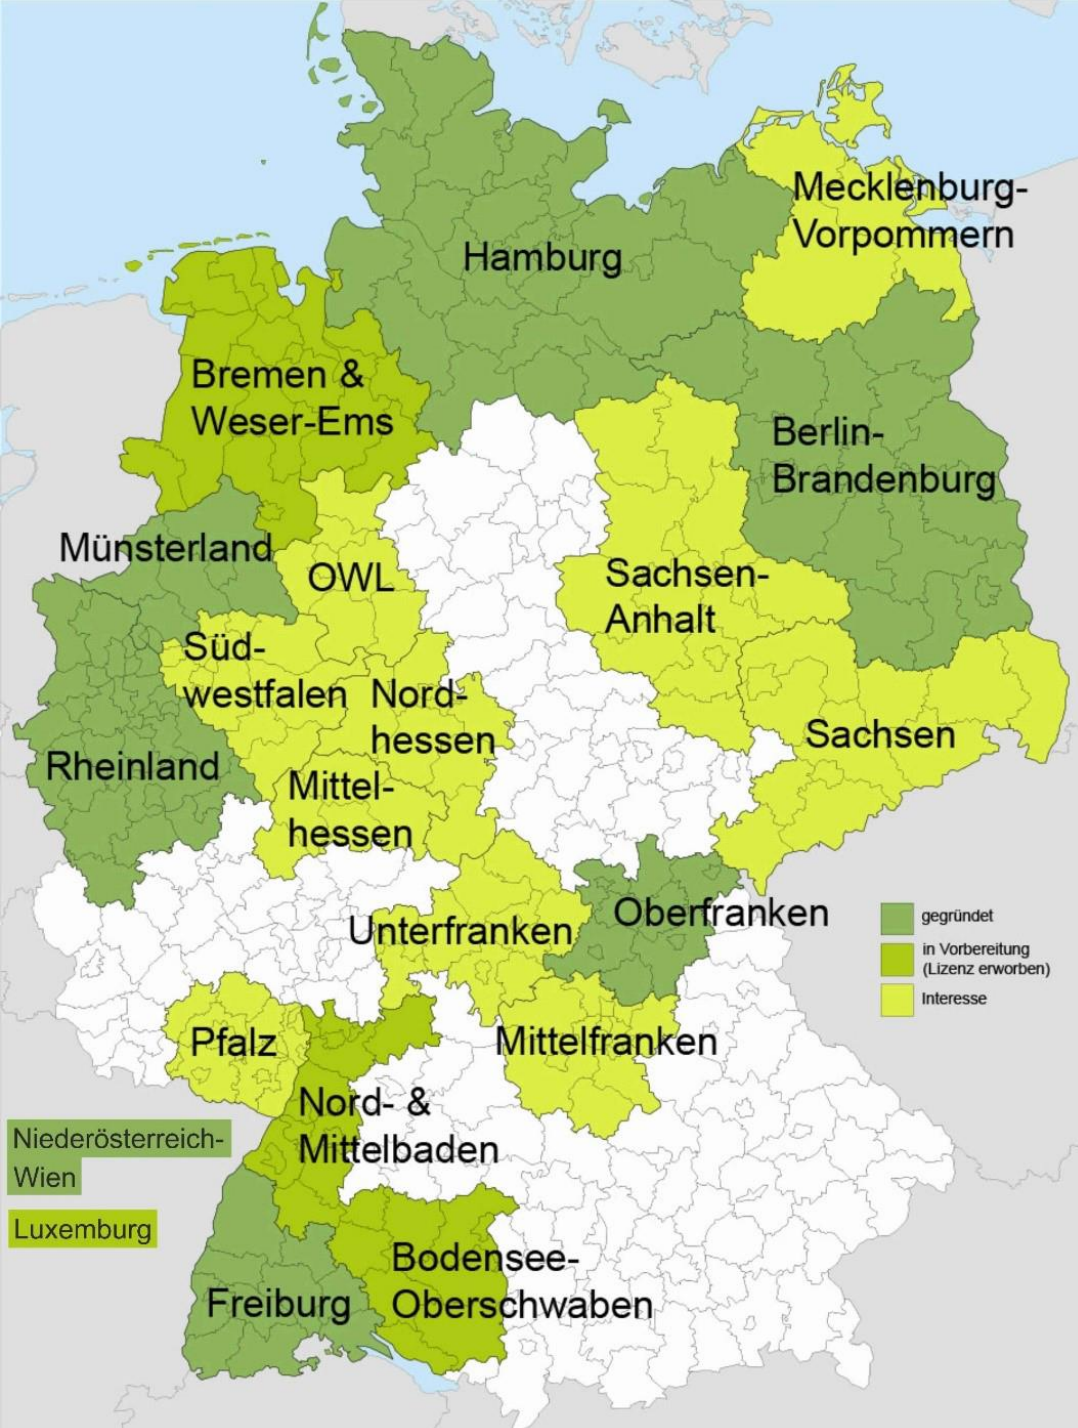 Mecklenburg-
Vorpommern
Hamburg
Bremen &
Weser-Ems
Berlin-
Brandenburg
Münsterland
OWL
Sachsen-
Anhalt
Süd-
westfalen
Nord-
hessen
Sachsen
Rheinland
Mittel-
hessen
Oberfranken
Unterfranken
gegründet
in Vorbereitung
(Lizenz erworben)
Interesse
Pfalz
Mittelfranken
Nord- &
Mittelbaden
Niederösterreich-
Wien
Luxemburg
Bodensee-
Oberschwaben
Freiburg